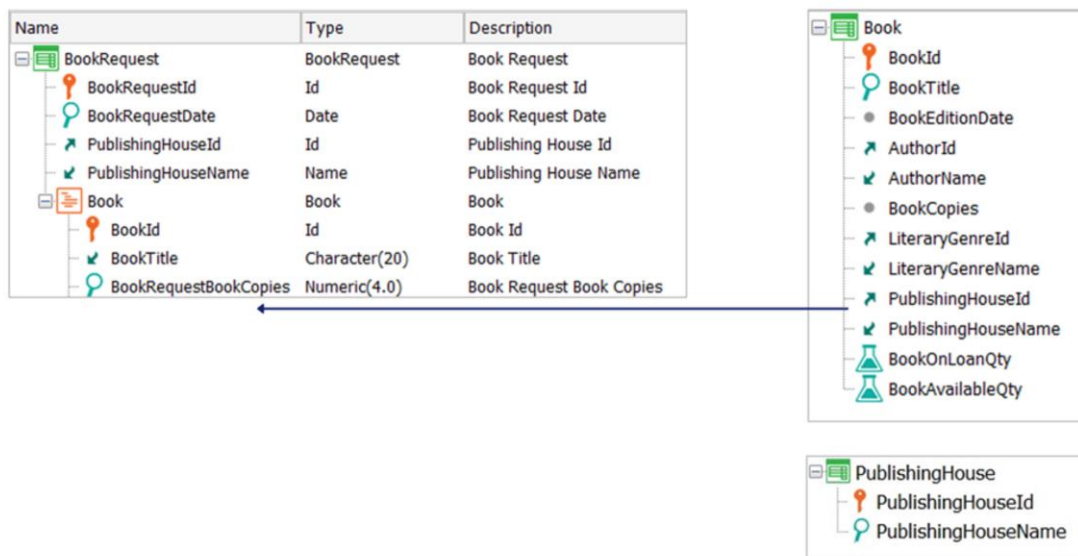 Name Type Description
BookRequest BookRequest Book Request
BookRequestId Id Book Request Id
BookRequestDate Date Book Request Date
PublishingHouseId Id Publishing House Id
PublishingHouseName Name Publishing House Name
Book Book Book
BookId Id Book Id
BookTitle Character(20) Book Title
BookRequestBookCopies Numeric(4.0) Book Request Book Copies
Book
BookId
BookTitle
BookEditionDate
AuthorId
AuthorName
BookCopies
LiteraryGenreId
LiteraryGenreName
PublishingHouseId
PublishingHouseName
BookOnLoanQty
BookAvailableQty
PublishingHouse
PublishingHouseId
PublishingHouseName